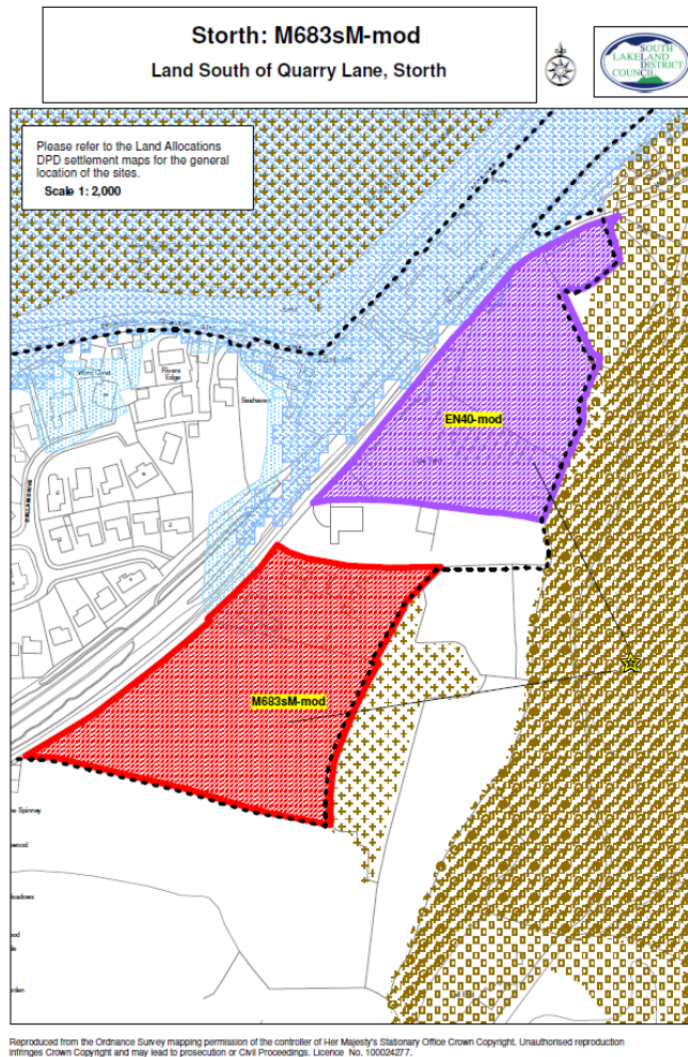 Storth: M683sM-mod
Land South of Quarry Lane, Storth
SOUTH
LAKELAND
DISTRICT
COUNCIL
Please refer to the Land Allocations
DPD settlement maps for the general
location of the sites.
Scale 1: 2,000
Rivers
Edge
EN40-mod
M683sM-mod
Spinney
Reproduced from the Ordnance Survey mapping permission of the controller of Her Majesty's Stationary Office Crown Copyright. Unauthorised reproduction
infringes Crown Copyright and may lead to prosecution or Civil Proceedings. Licence No. 100024277.